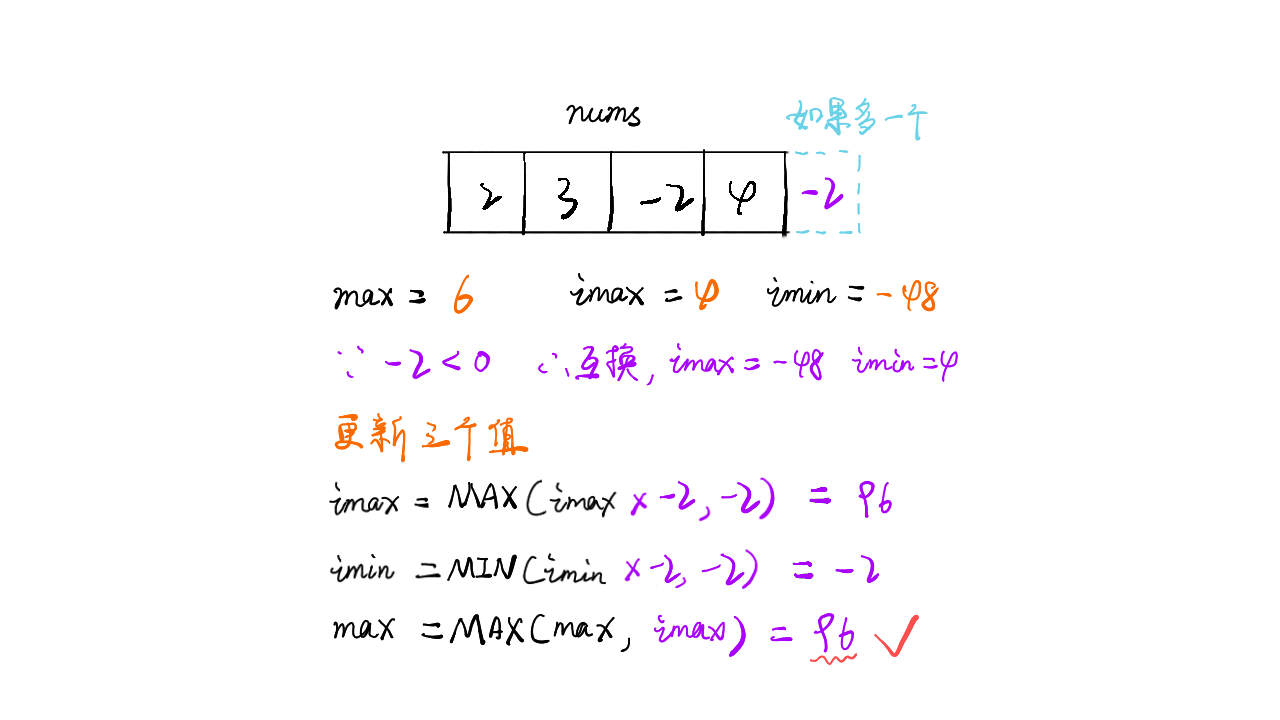 nums 如果多一个
2 3 -2 4 -2
max = 6 imax = 4 imin = -48
∵ -2 < 0 ∴ 互换, imax = -48 imin = 4
更新三个值
imax = MAX(imax x -2, -2) = 96
imin = MIN(imin x -2, -2) = -2
max = MAX(max, imax) = 96 ✓